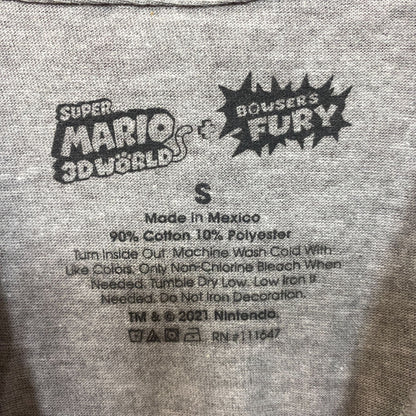 SUPER
MARIO
3D WORLD
+
BOWSER'S
FURY
S
Made In Mexico
90% Cotton 10% Polyester
Turn Inside Out. Machine Wash Cold With
Like Colors. Only Non-Chlorine Bleach When
Needed. Tumble Dry Low. Low Iron If
Needed. Do Not Iron Decoration.
TM & © 2021 Nintendo.
RN #111647